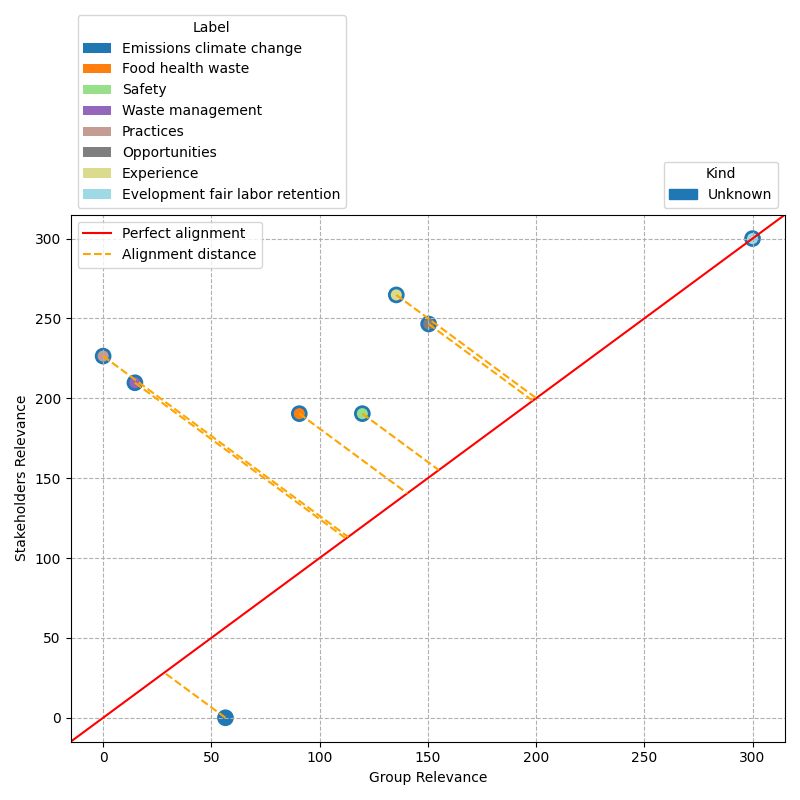 Label
Emissions climate change
Food health waste
Safety
Waste management
Practices
Opportunities
Experience
Evelopment fair labor retention
Kind
Unknown
Perfect alignment
Alignment distance
300
250
200
150
100
50
0
Stakeholders Relevance
0 50 100 150 200 250 300
Group Relevance